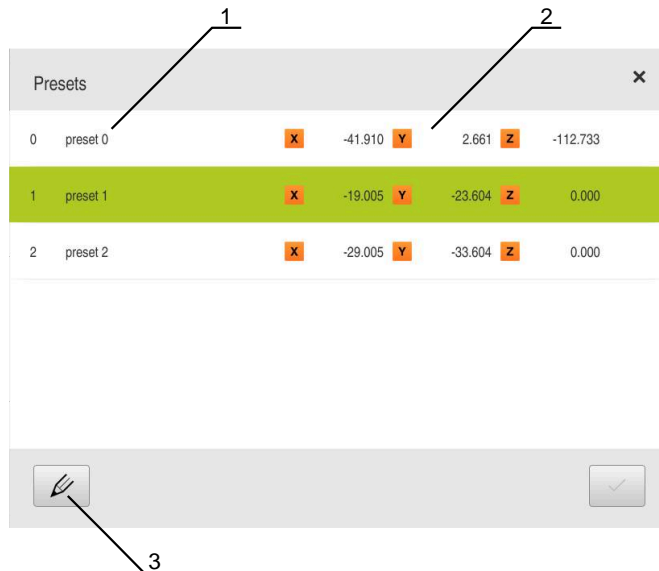 1 2
Presets ×
0 preset 0 X -41.910 Y 2.661 Z -112.733
1 preset 1 X -19.005 Y -23.604 Z 0.000
2 preset 2 X -29.005 Y -33.604 Z 0.000
3